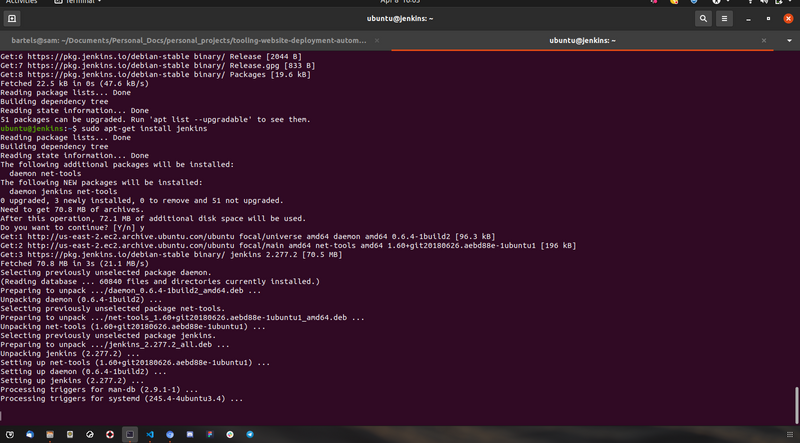 Activities
Terminal
Apr 8 10:03
ubuntu@jenkins: ~
bartels@sam: ~/Documents/Personal_Docs/personal_projects/tooling-website-deployment-autom...
ubuntu@jenkins: ~
Get:6 https://pkg.jenkins.io/debian-stable binary/ Release [2044 B]
Get:7 https://pkg.jenkins.io/debian-stable binary/ Release.gpg [833 B]
Get:8 https://pkg.jenkins.io/debian-stable binary/ Packages [19.6 kB]
Fetched 22.5 kB in 0s (47.6 kB/s)
Reading package lists... Done
Building dependency tree
Reading state information... Done
51 packages can be upgraded. Run 'apt list --upgradable' to see them.
ubuntu@jenkins:~$ sudo apt-get install jenkins
Reading package lists... Done
Building dependency tree
Reading state information... Done
The following additional packages will be installed:
daemon net-tools
The following NEW packages will be installed:
daemon jenkins net-tools
0 upgraded, 3 newly installed, 0 to remove and 51 not upgraded.
Need to get 70.8 MB of archives.
After this operation, 72.1 MB of additional disk space will be used.
Do you want to continue? [Y/n] y
Get:1 http://us-east-2.ec2.archive.ubuntu.com/ubuntu focal/universe amd64 daemon amd64 0.6.4-1build2 [96.3 kB]
Get:2 http://us-east-2.ec2.archive.ubuntu.com/ubuntu focal/main amd64 net-tools amd64 1.60+git20180626.aebd88e-1ubuntu1 [196 kB]
Get:3 https://pkg.jenkins.io/debian-stable binary/ jenkins 2.277.2 [70.5 MB]
Fetched 70.8 MB in 3s (21.1 MB/s)
Selecting previously unselected package daemon.
(Reading database ... 60840 files and directories currently installed.)
Preparing to unpack .../daemon_0.6.4-1build2_amd64.deb ...
Unpacking daemon (0.6.4-1build2) ...
Selecting previously unselected package net-tools.
Preparing to unpack .../net-tools_1.60+git20180626.aebd88e-1ubuntu1_amd64.deb ...
Unpacking net-tools (1.60+git20180626.aebd88e-1ubuntu1) ...
Selecting previously unselected package jenkins.
Preparing to unpack .../jenkins_2.277.2_all.deb ...
Unpacking jenkins (2.277.2) ...
Setting up net-tools (1.60+git20180626.aebd88e-1ubuntu1) ...
Setting up daemon (0.6.4-1build2) ...
Setting up jenkins (2.277.2) ...
Processing triggers for man-db (2.9.1-1) ...
Processing triggers for systemd (245.4-4ubuntu3.4) ...